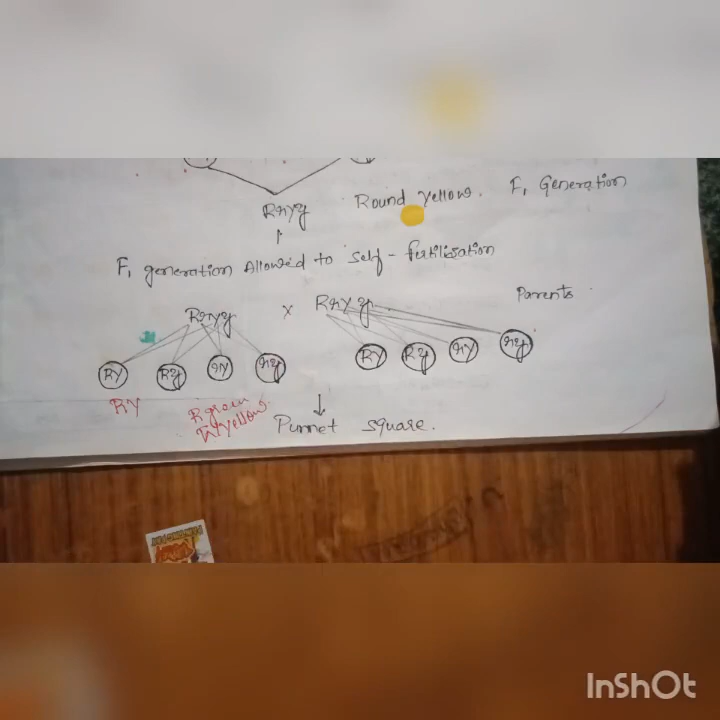 RrYy Round Yellow. F1 Generation
F1 generation Allowed to self-fertilisation
RrYy x RrYy Parents
RY Ry rY ry RY Ry rY ry
RY R green
Yellow
Punnet square.
InShOt